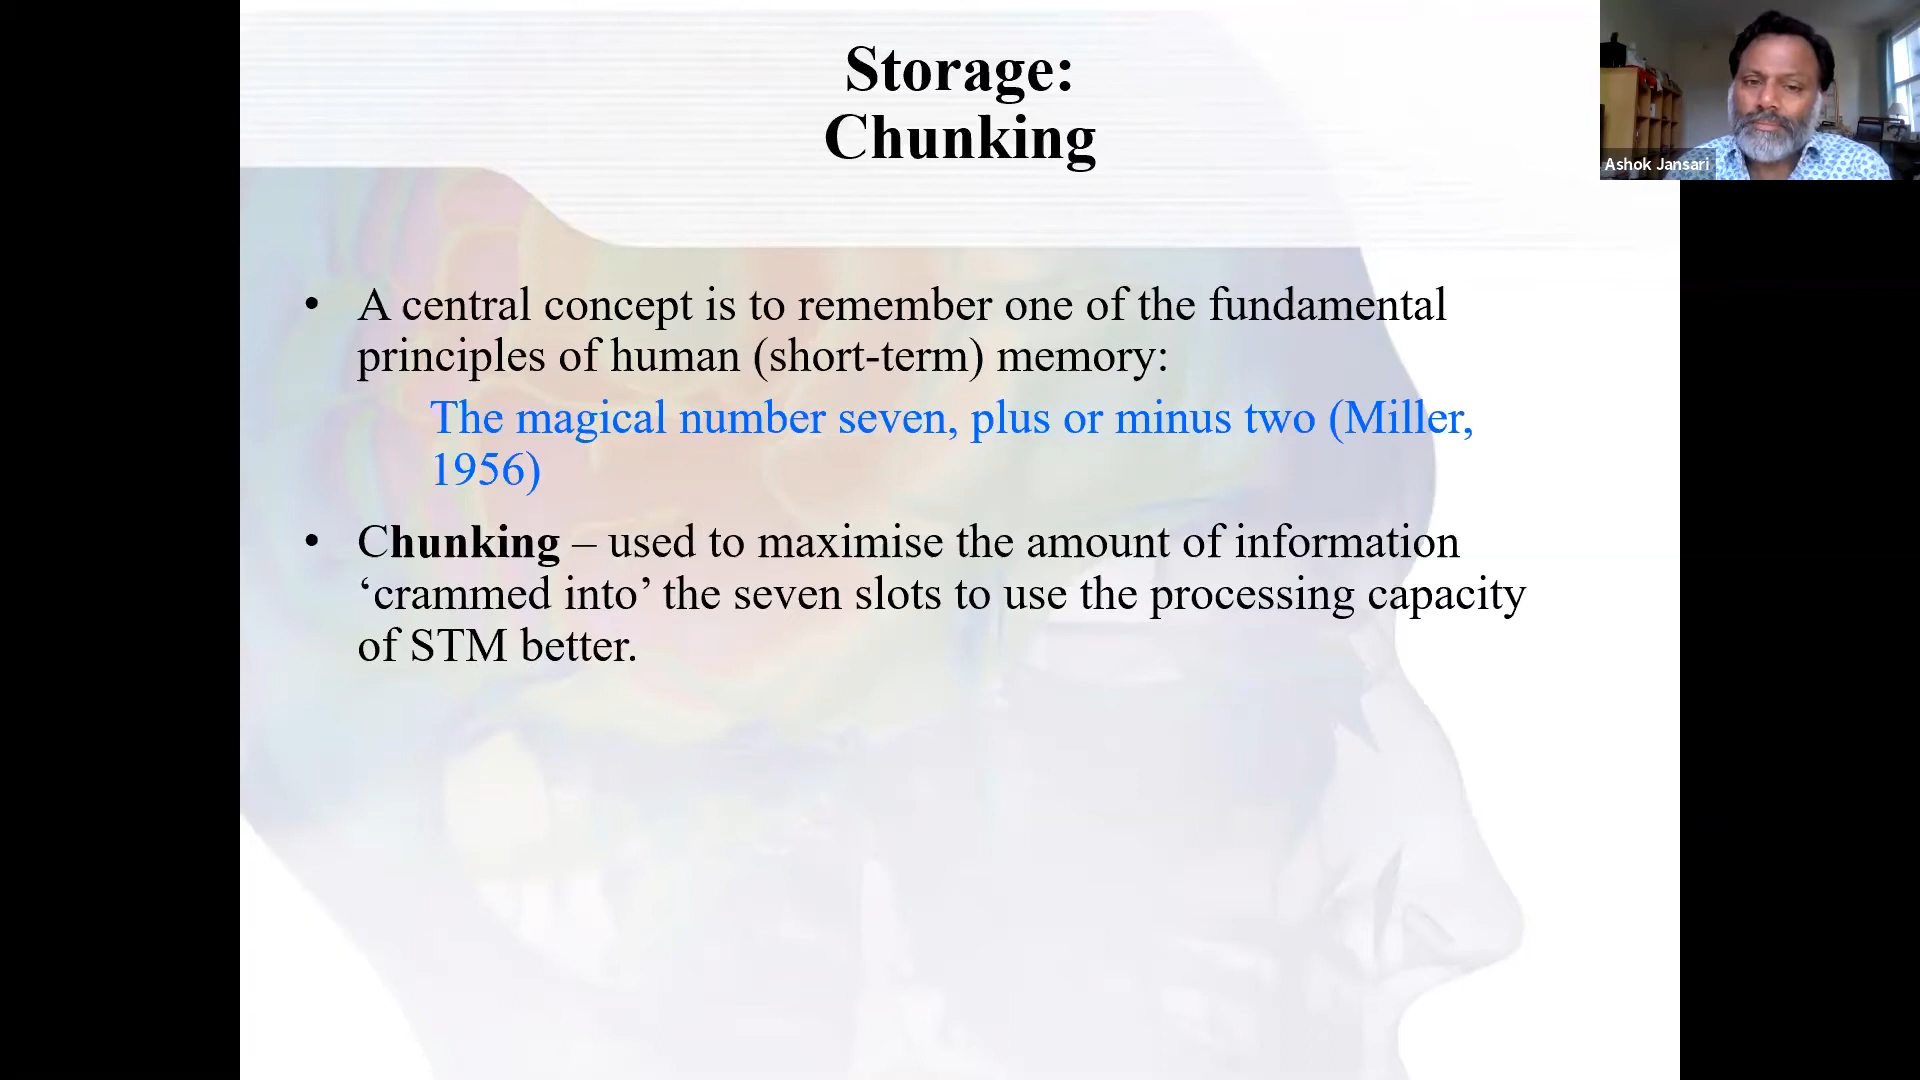 Storage:
Chunking
Ashok Jansari
• A central concept is to remember one of the fundamental
principles of human (short-term) memory:
The magical number seven, plus or minus two (Miller,
1956)
• Chunking – used to maximise the amount of information
‘crammed into’ the seven slots to use the processing capacity
of STM better.